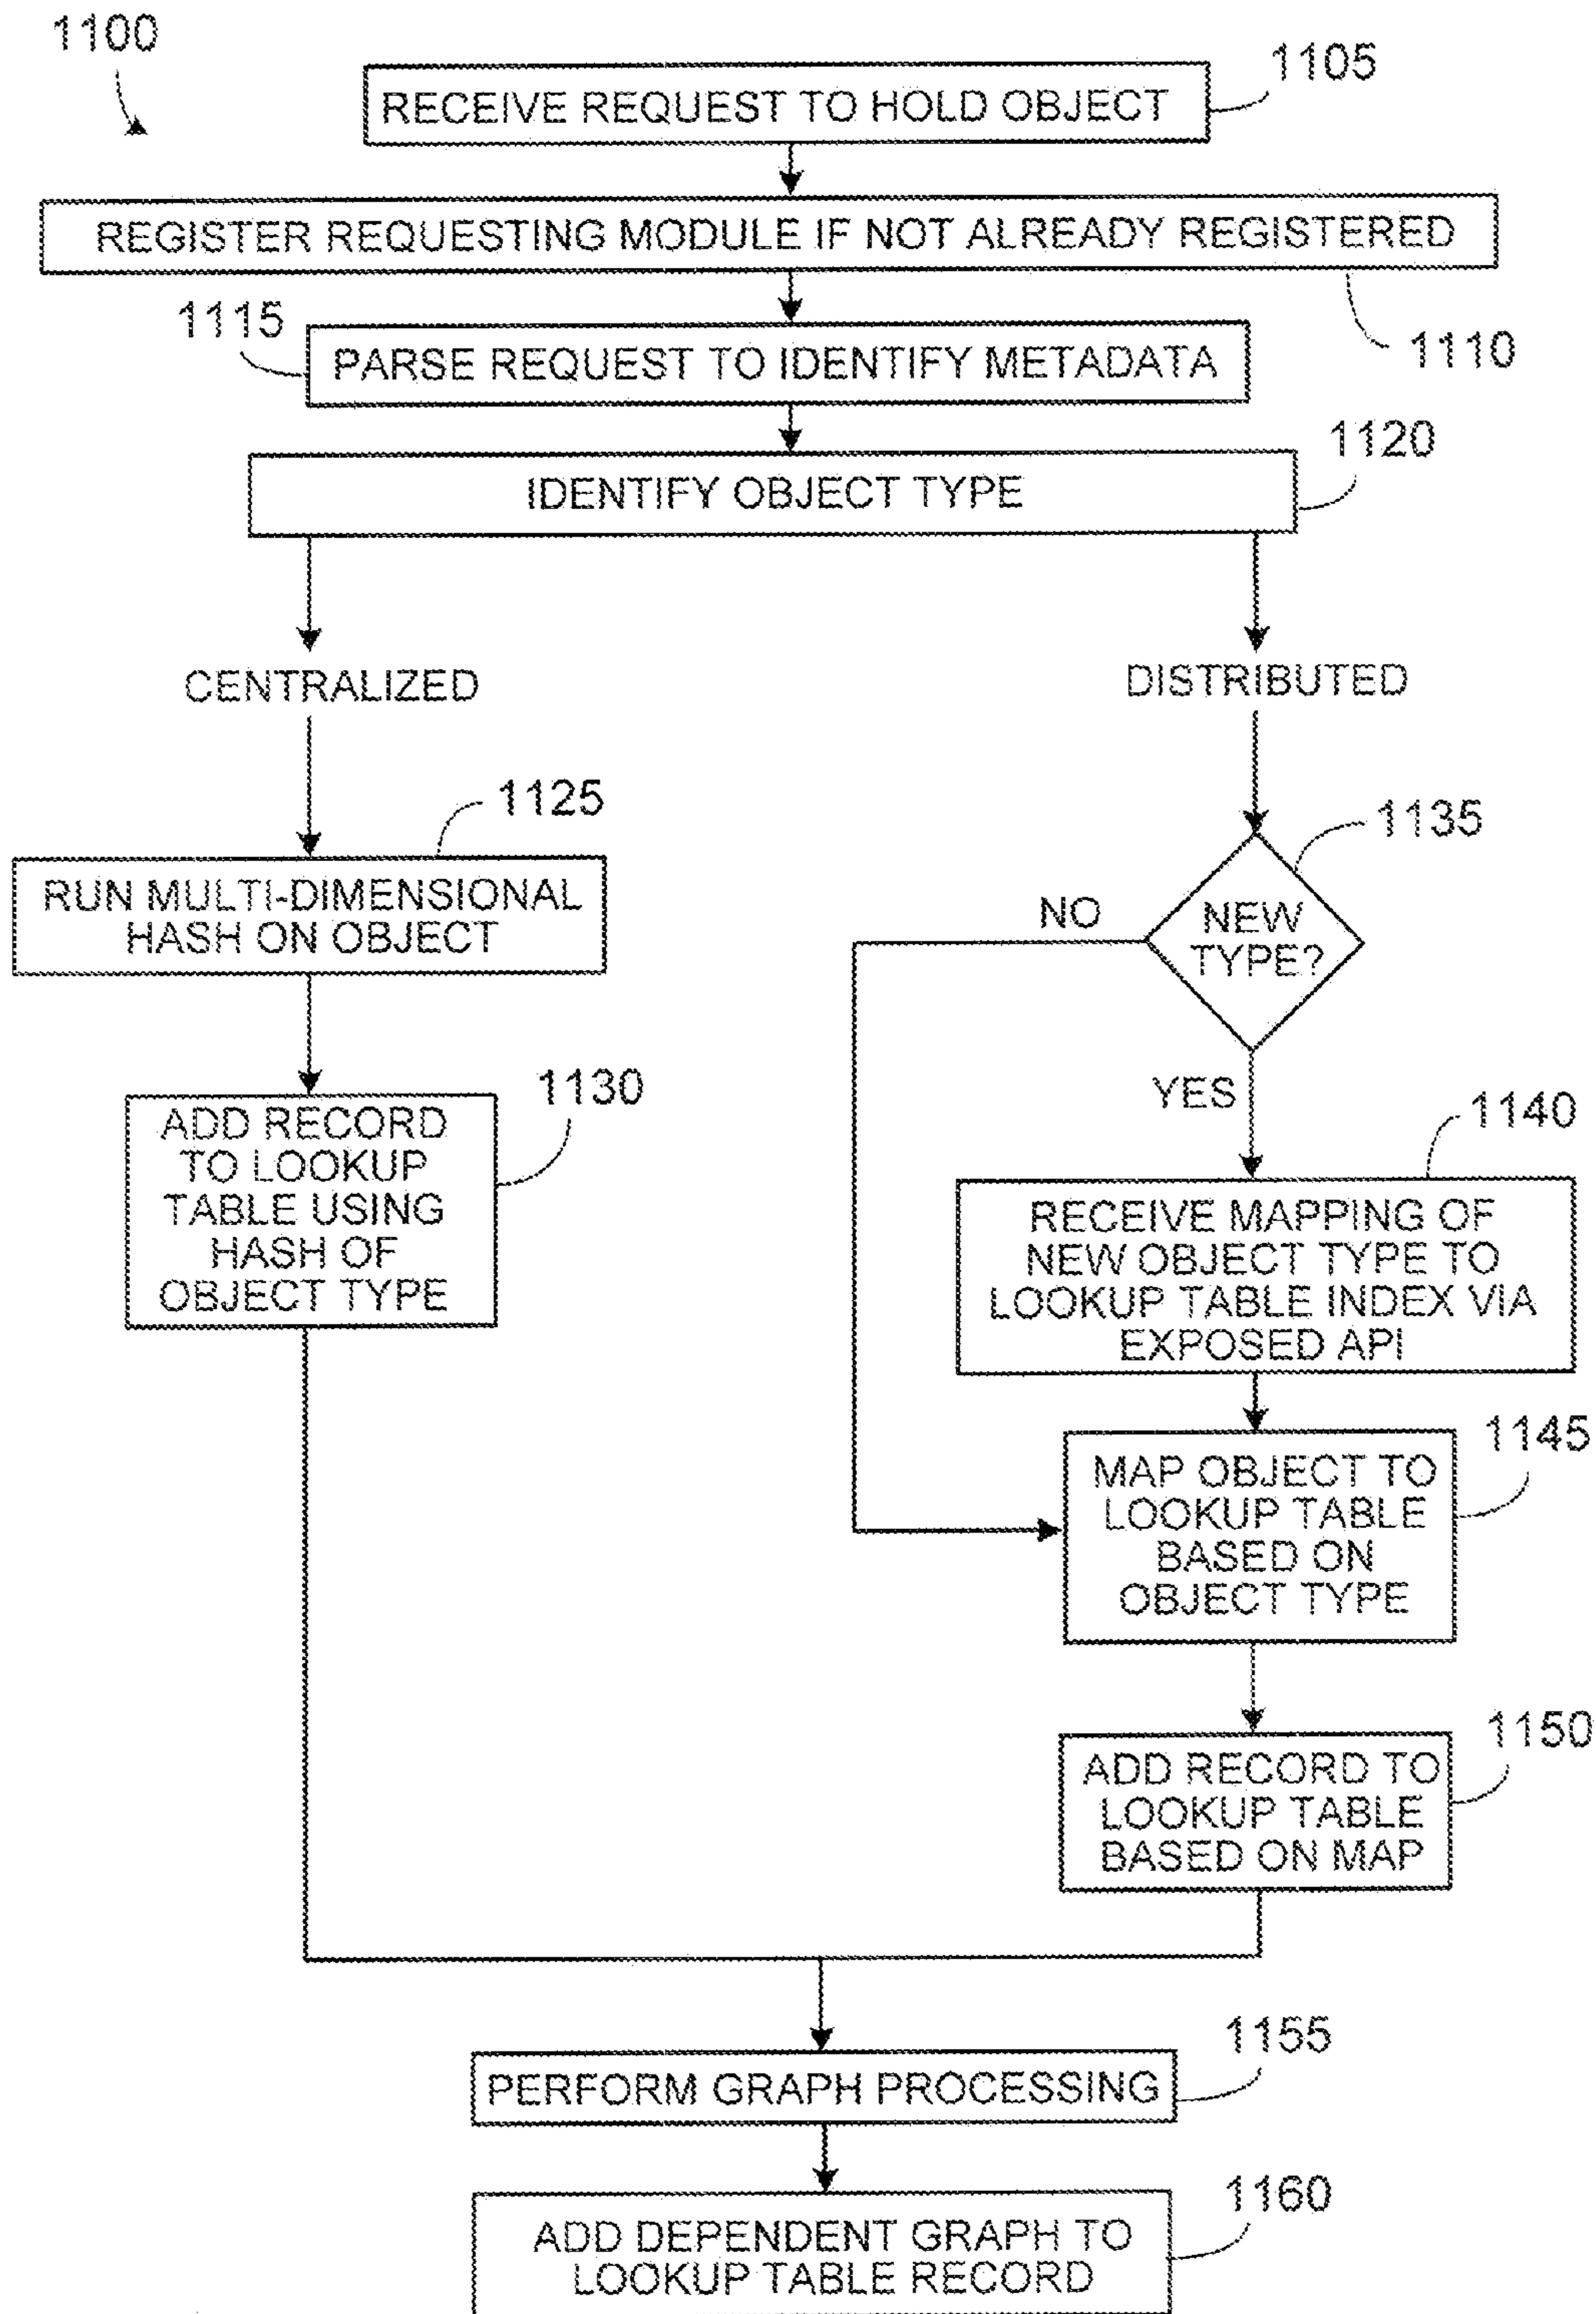 1100
RECEIVE REQUEST TO HOLD OBJECT
1105
REGISTER REQUESTING MODULE IF NOT ALREADY REGISTERED
1110
1115
PARSE REQUEST TO IDENTIFY METADATA
1120
IDENTIFY OBJECT TYPE
CENTRALIZED
DISTRIBUTED
1125
RUN MULTI-DIMENSIONAL
HASH ON OBJECT
1130
ADD RECORD
TO LOOKUP
TABLE USING
HASH OF
OBJECT TYPE
1135
NEW
TYPE?
NO
YES
1140
RECEIVE MAPPING OF
NEW OBJECT TYPE TO
LOOKUP TABLE INDEX VIA
EXPOSED API
1145
MAP OBJECT TO
LOOKUP TABLE
BASED ON
OBJECT TYPE
1150
ADD RECORD TO
LOOKUP TABLE
BASED ON MAP
1155
PERFORM GRAPH PROCESSING
1160
ADD DEPENDENT GRAPH TO
LOOKUP TABLE RECORD